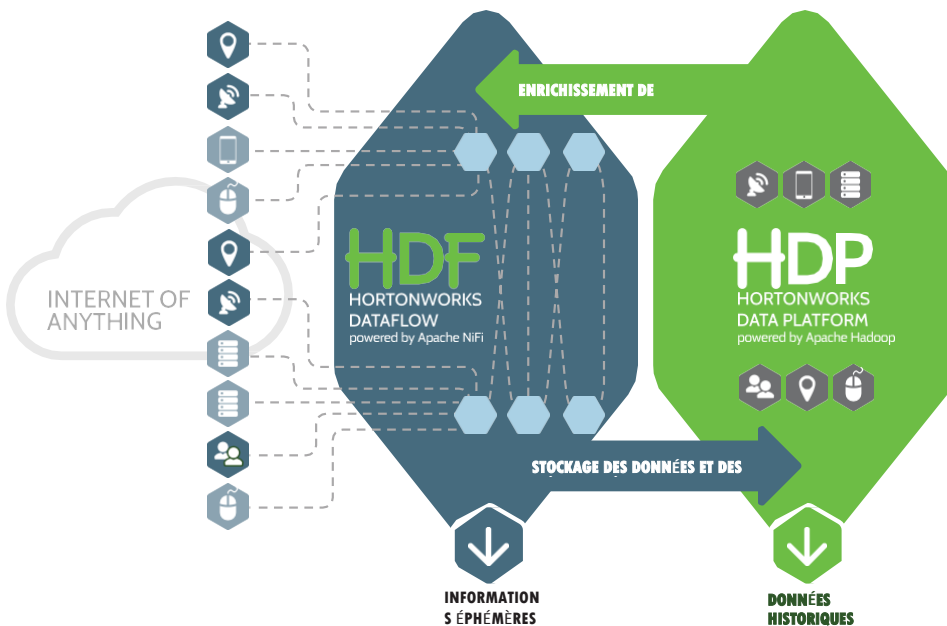 ENRICHISSEMENT DE
INTERNET OF
ANYTHING
HDF
HORTONWORKS
DATAFLOW
powered by Apache NiFi
HDP
HORTONWORKS
DATA PLATFORM
powered by Apache Hadoop
STOCKAGE DES DONNÉES ET DES
INFORMATION
S ÉPHÉMÈRES
DONNÉES
HISTORIQUES